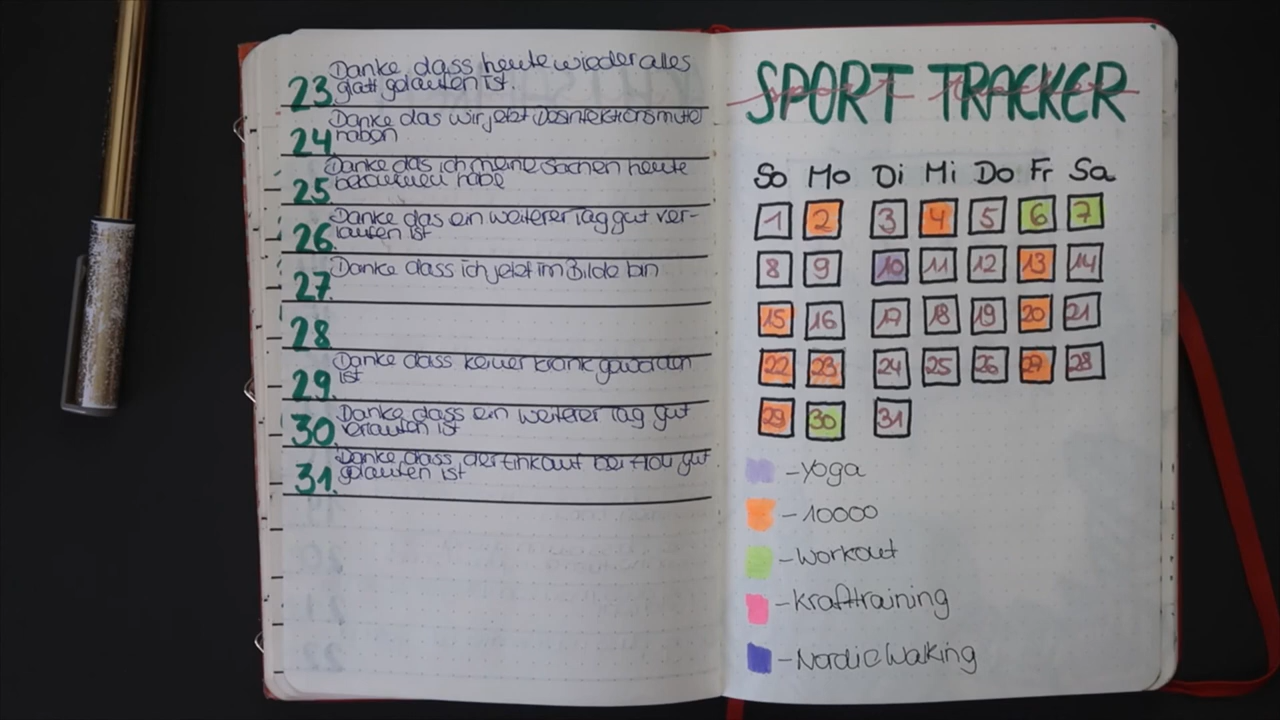 23. Danke dass heute wieder alles
glatt gelaufen ist.
24. Danke das wir jetzt Desinfektionsmittel
haben
25. Danke das ich meine Sachen heute
bekommen habe
26. Danke das ein weiterer Tag gut ver-
laufen ist
27. Danke dass ich jetzt im Bilde bin
28
29. Danke dass keiner krank geworden
ist
30. Danke dass ein weiterer Tag gut
verlaufen ist
31. Danke dass der Einkauf bei gut
gelaufen ist
SPORT TRACKER
sport tracker
So Mo Di Mi Do Fr Sa
1 2 3 4 5 6 7
8 9 10 11 12 13 14
15 16 17 18 19 20 21
22 23 24 25 26 27 28
29 30 31
- Yoga
- 10000
- Workout
- Krafttraining
- Nordic Walking